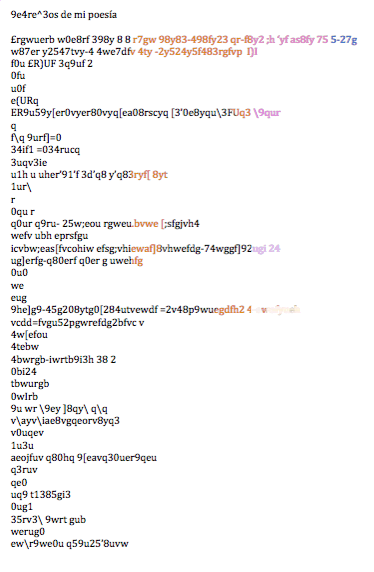 9e4re^3os de mi poesía
£rgwuerb w0e8rf 398y 8 8 r7gw 98y83-498fy23 qr-f8y2 ;h ‘yf as8fy 75 5-27g
w87er y2547tvy-4 4we7dfv 4ty -2y524y5f483rgfvp I)I
f0u £R)UF 3q9uf 2
0fu
u0f
e(URq
ER9u59y[er0vyer80vyq[ea08rscyq [3’0e8yqu\3FUq3 \9qur
q
f\q 9urf]=0
34if1 =034rucq
3uqv3ie
u1h u uher’91’f 3d’q8 y’q83ryf[ 8yt
1ur\
r
0qu r
q0ur q9ru- 25w;eou rgweu.bvwe [;sfgjvh4
wefv ubh eprsfgu
icvbw;eas[fvcohiw efsg;vhiewaf]8vhwefdg-74wggf]92ugi 24
ug]erfg-q80erf q0er g uwehfg
0u0
we
eug
9he]g9-45g208ytg0[284utvewdf =2v48p9wuegdfh2 4
vcdd=fvgu52pgwrefdg2bfvc v
4w[efou
4tebw
4bwrgb-iwrtb9i3h 38 2
0bi24
tbwurgb
0wIrb
9u wr \9ey ]8qy\ q\q
v\ayv\iae8vgqeorv8yq3
v0uqev
1u3u
aeojfuv q80hq 9[eavq30uer9qeu
q3ruv
qe0
uq9 t1385gi3
0ug1
35rv3\ 9wrt gub
werug0
ew\r9we0u q59u25’8uvw